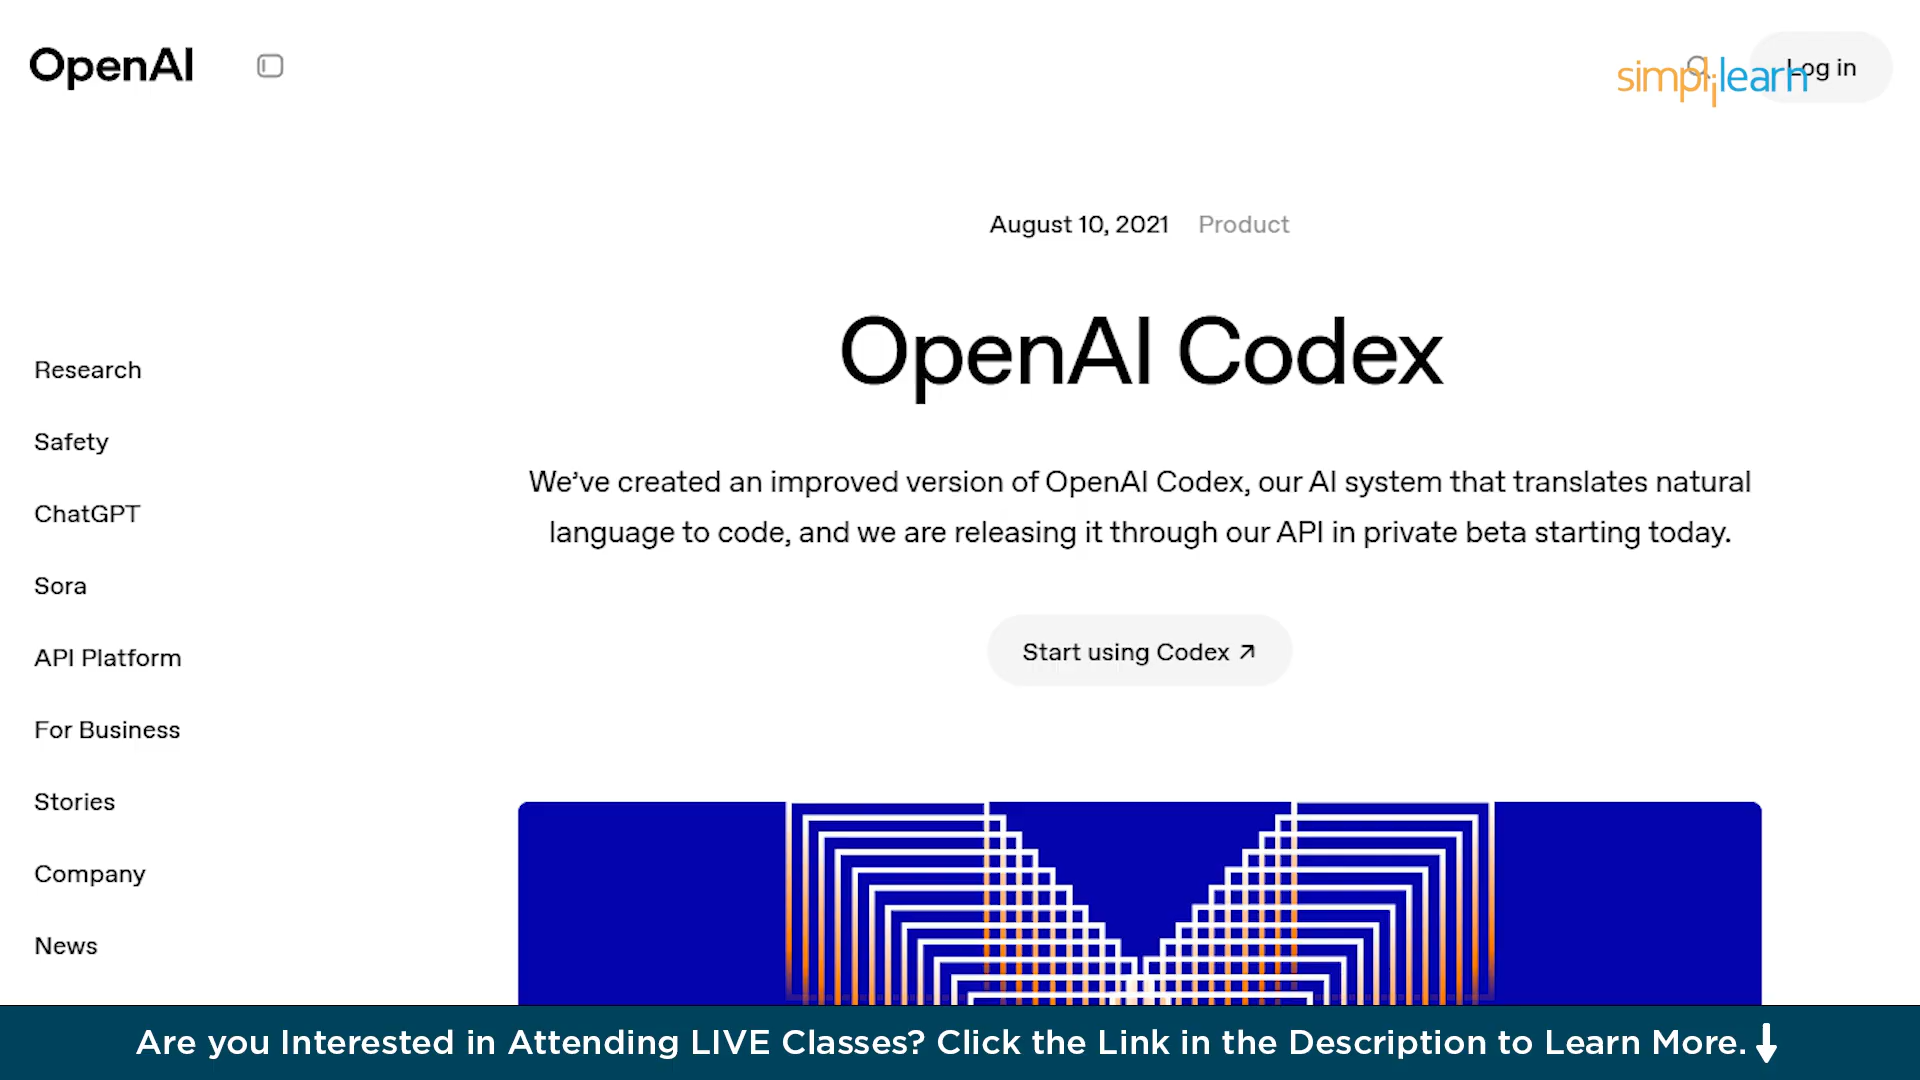 OpenAI
simplilearn
Log in
August 10, 2021 Product
OpenAI Codex
Research
Safety
We’ve created an improved version of OpenAI Codex, our AI system that translates natural
language to code, and we are releasing it through our API in private beta starting today.
ChatGPT
Sora
API Platform
Start using Codex ↗
For Business
Stories
Company
News
Are you Interested in Attending LIVE Classes? Click the Link in the Description to Learn More.